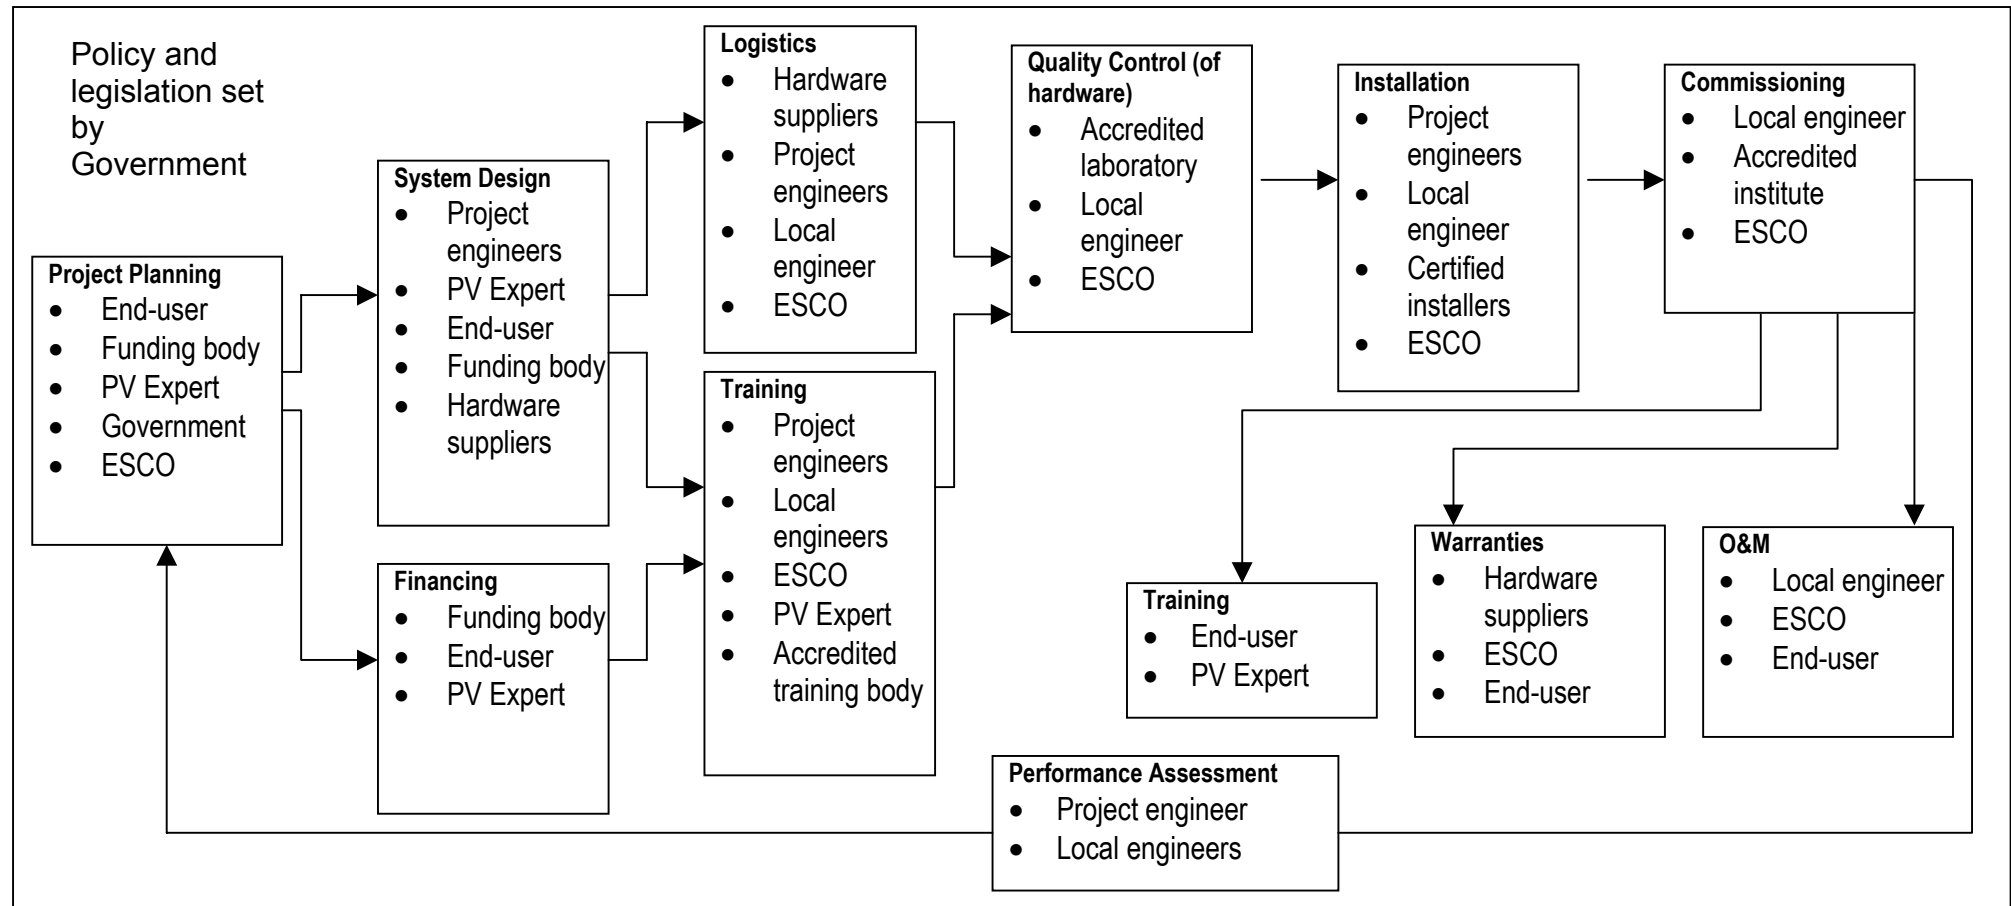 Policy and
legislation set
by
Government
Project Planning
● End-user
● Funding body
● PV Expert
● Government
● ESCO
System Design
● Project
engineers
● PV Expert
● End-user
● Funding body
● Hardware
suppliers
Financing
● Funding body
● End-user
● PV Expert
Logistics
● Hardware
suppliers
● Project
engineers
● Local
engineer
● ESCO
Training
● Project
engineers
● Local
engineers
● ESCO
● PV Expert
● Accredited
training body
Quality Control (of
hardware)
● Accredited
laboratory
● Local
engineer
● ESCO
Installation
● Project
engineers
● Local
engineer
● Certified
installers
● ESCO
Commissioning
● Local engineer
● Accredited
institute
● ESCO
Training
● End-user
● PV Expert
Warranties
● Hardware
suppliers
● ESCO
● End-user
O&M
● Local engineer
● ESCO
● End-user
Performance Assessment
● Project engineer
● Local engineers